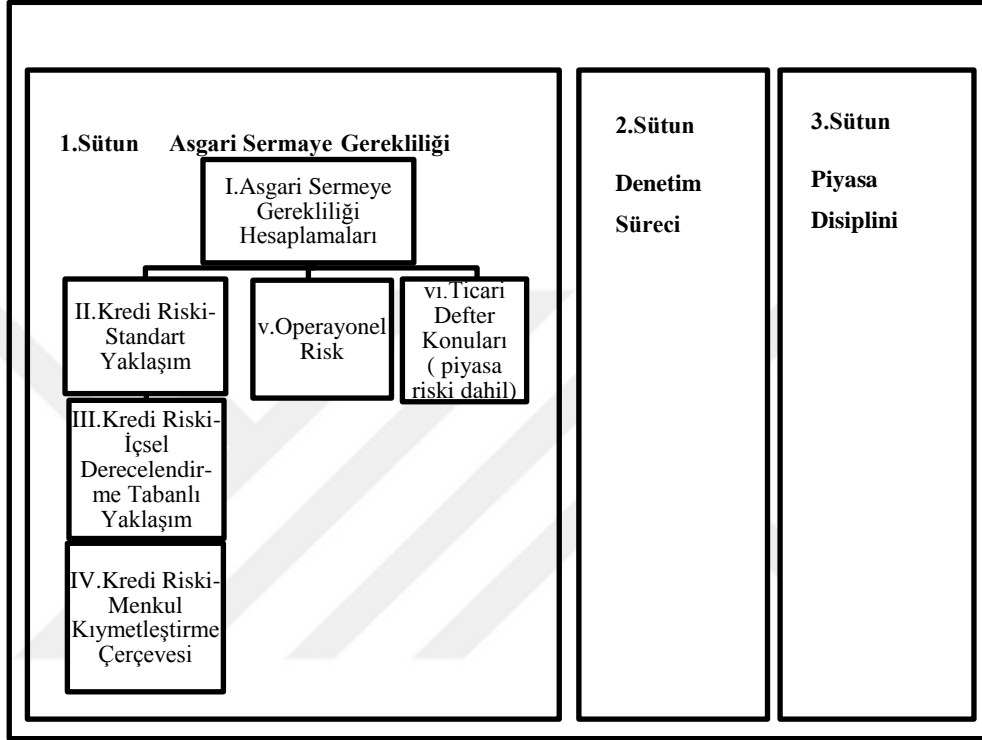 1.Sütun Asgari Sermaye Gerekliliği
I.Asgari Sermeye
Gerekliliği
Hesaplamaları
II.Kredi Riski-
Standart
Yaklaşım
v.Operayonel
Risk
vı.Ticari
Defter
Konuları
( piyasa
riski dahil)
III.Kredi Riski-
İçsel
Derecelendir-
me Tabanlı
Yaklaşım
IV.Kredi Riski-
Menkul
Kıymetleştirme
Çerçevesi
2.Sütun
Denetim
Süreci
3.Sütun
Piyasa
Disiplini